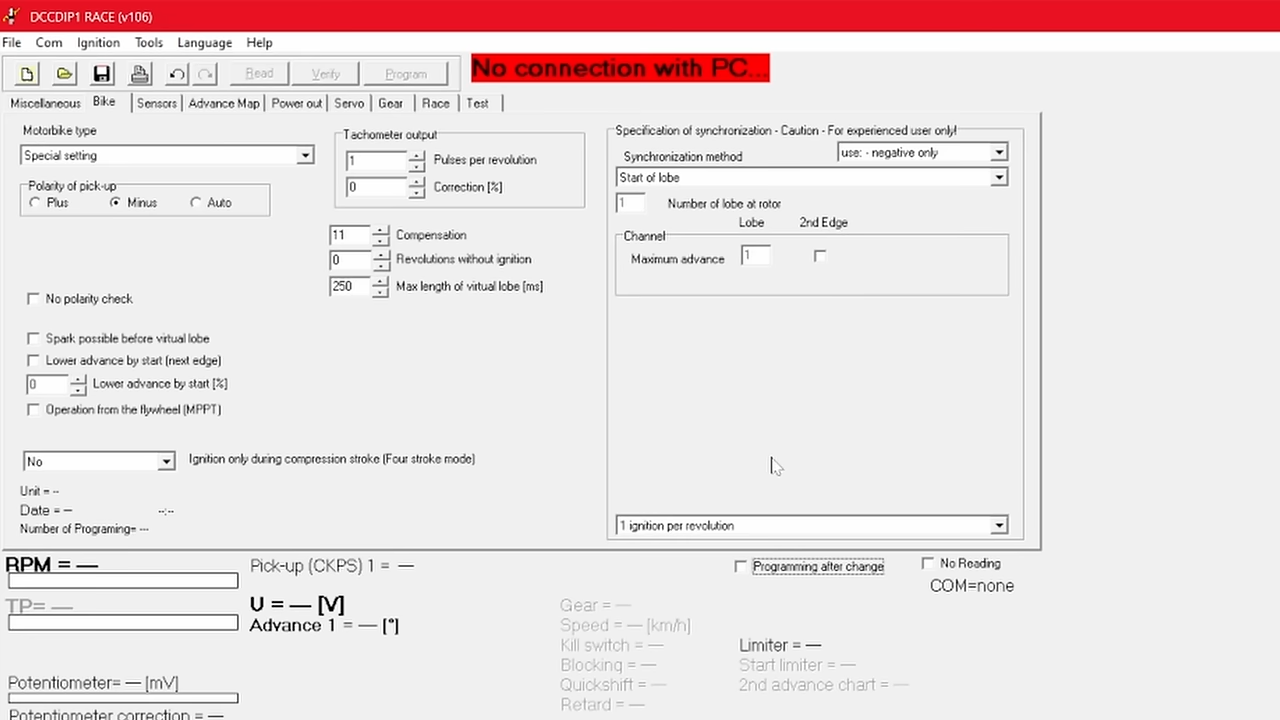 DCCDIP1 RACE (v106)
File Com Ignition Tools Language Help
Read Verify Program
No connection with PC...
Miscellaneous Bike Sensors Advance Map Power out Servo Gear Race Test
Motorbike type
Special setting
Polarity of pick-up
Plus Minus Auto
No polarity check
Spark possible before virtual lobe
Lower advance by start (next edge)
0 Lower advance by start [%]
Operation from the flywheel (MPPT)
No Ignition only during compression stroke (Four stroke mode)
Unit = --
Date = -- --:--
Number of Programing= ---
Tachometer output
1 Pulses per revolution
0 Correction [%]
11 Compensation
0 Revolutions without ignition
250 Max length of virtual lobe [ms]
Specification of synchronization - Caution - For experienced user only!
Synchronization method use: - negative only
Start of lobe
1 Number of lobe at rotor
Lobe 2nd Edge
Channel
Maximum advance 1
1 ignition per revolution
RPM = —
TP= —
Potentiometer= — [mV]
Potentiometer correction = —
Pick-up (CKPS) 1 = —
U = — [V]
Advance 1 = — [°]
Gear = —
Speed = — [km/h]
Kill switch = —
Blocking = —
Quickshift = —
Retard = —
Programming after change No Reading
COM=none
Limiter = —
Start limiter = —
2nd advance chart = —